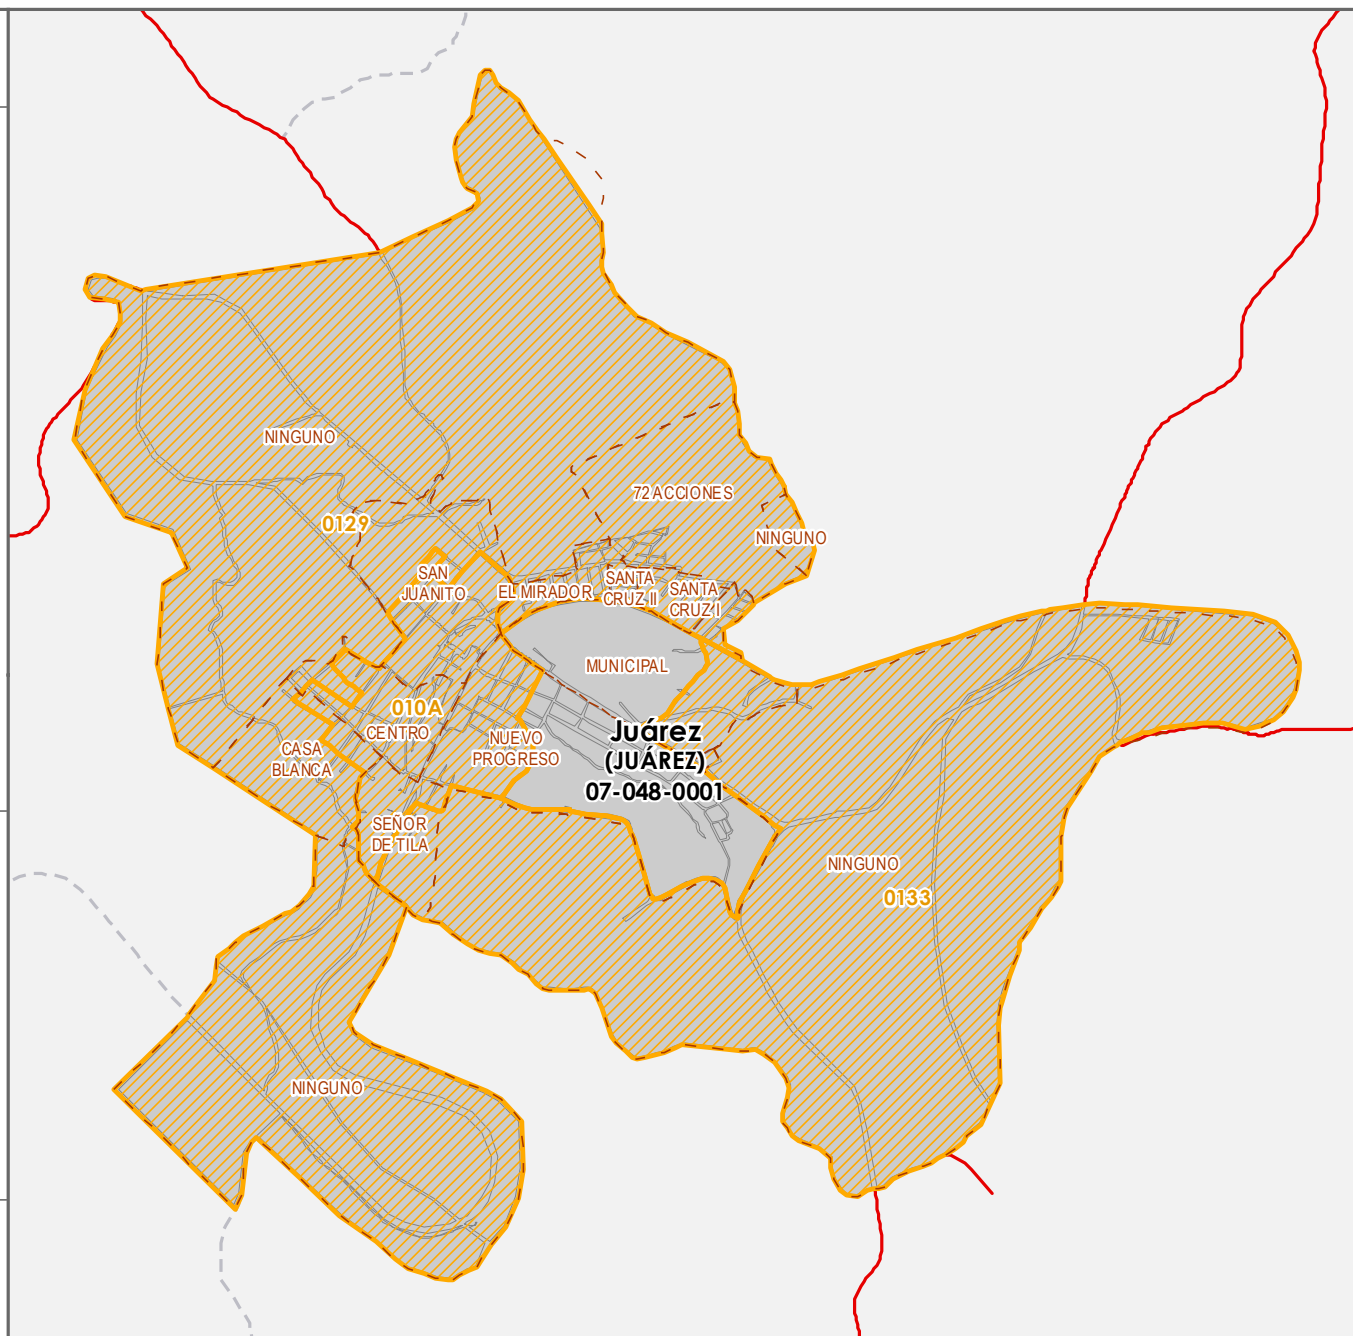 NINGUNO
72 ACCIONES
0129
NINGUNO
SAN
JUANITO
EL MIRADOR
SANTA
CRUZ II
SANTA
CRUZ I
MUNICIPAL
010A
CENTRO
NUEVO
PROGRESO
CASA
BLANCA
Juárez
(JUÁREZ)
07-048-0001
SEÑOR
DE TILA
NINGUNO
0133
NINGUNO